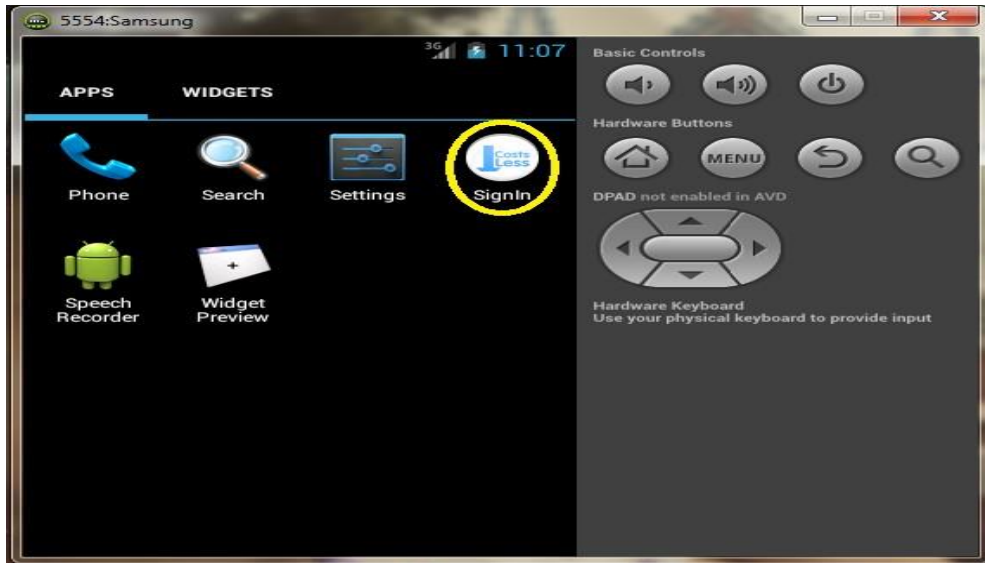 5554:Samsung
3G 11:07
APPS WIDGETS
Phone Search Settings SignIn
Costs
Less
Speech
Recorder
Widget
Preview
Basic Controls
Hardware Buttons
MENU
DPAD not enabled in AVD
Hardware Keyboard
Use your physical keyboard to provide input